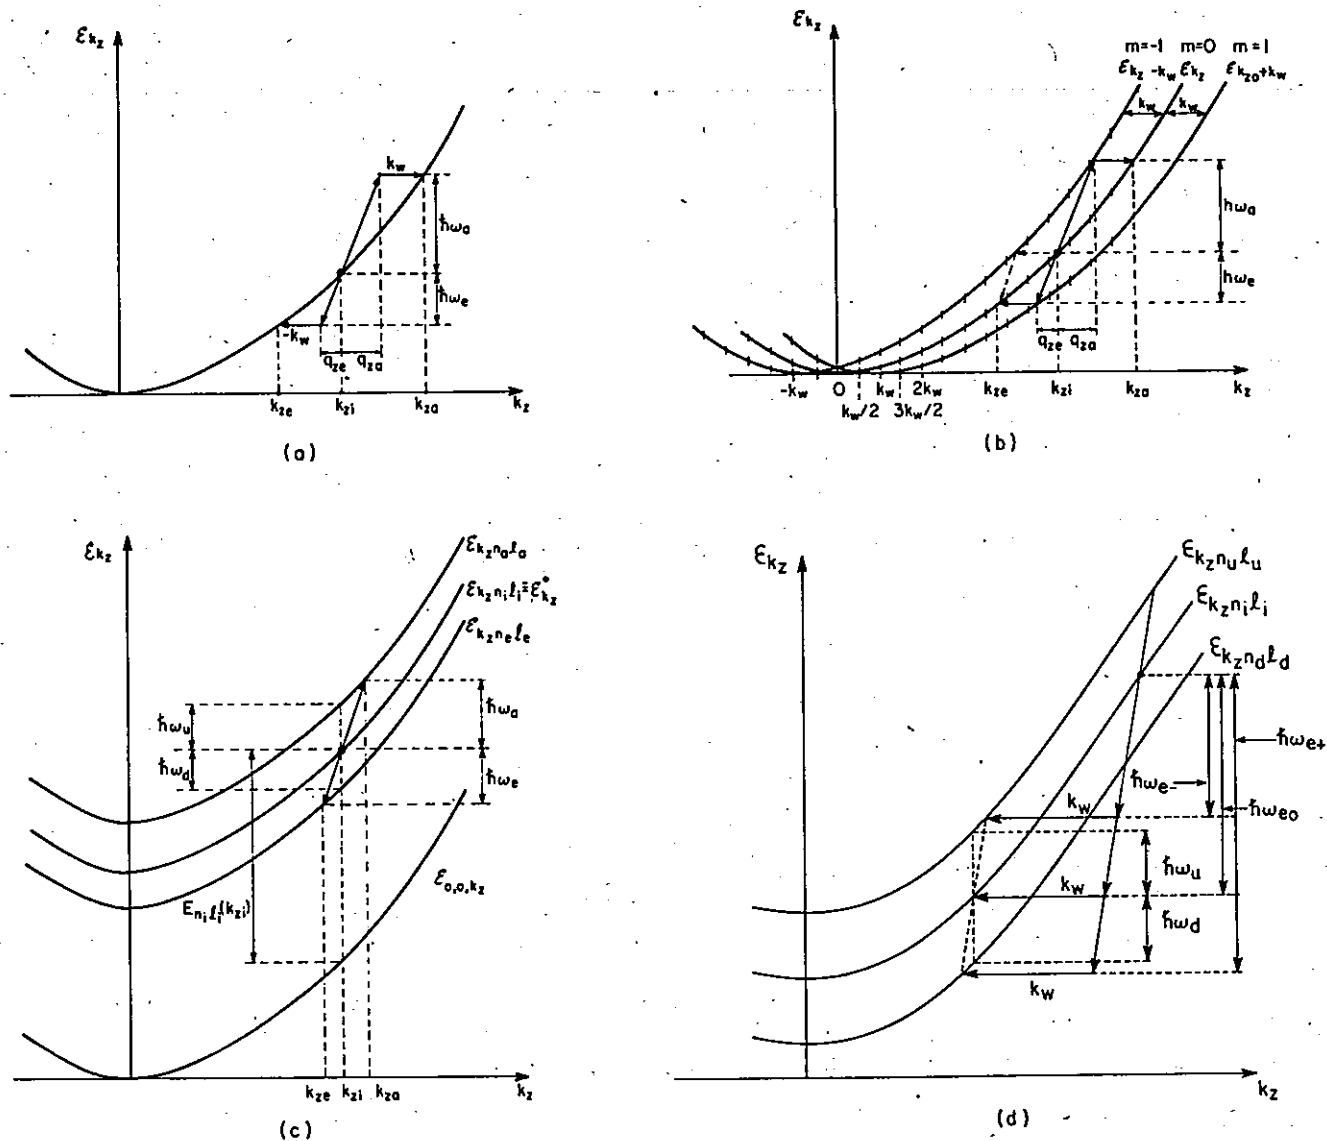 ℰkz
kw
ħωa
ħωe
-kw
qze qza
kze kzi kza kz
(a)
ℰkz
m=-1 m=0 m=1
ℰkz-kw ℰkz ℰkzo+kw
kw kw
hωa
hωe
qze qza
-kw 0 kw 2kw kze kzi kza kz
kw/2 3kw/2
(b)
ℰkz
ℰkznaℓa
ℰkzniℓi=ℰ°kz
ℰkzneℓe
ħωu
ħωa
ħωd
ħωe
Eniℓi(kzi)
ℰo,o,kz
kze kzi kza kz
(c)
ℰkz
ℰkznuℓu
ℰkzniℓi
ℰkzndℓd
ħωe+
ħωe-
kw
ħωeo
ħωu
kw
ħωd
kw
kz
(d)